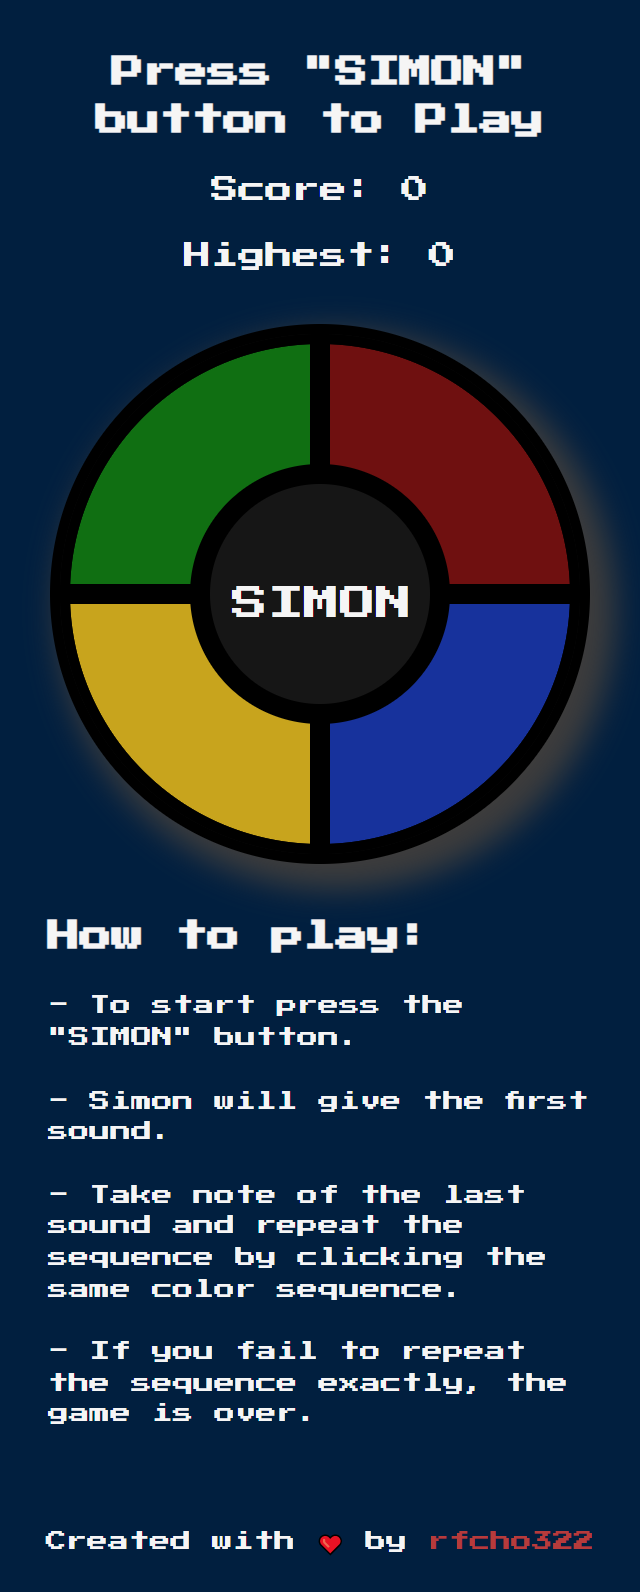 Press "SIMON"
button to Play
Score: 0
Highest: 0
SIMON
How to play:
- To start press the
"SIMON" button.
- Simon will give the first
sound.
- Take note of the last
sound and repeat the
sequence by clicking the
same color sequence.
- If you fail to repeat
the sequence exactly, the
game is over.
Created with ❤️ by rfcho322